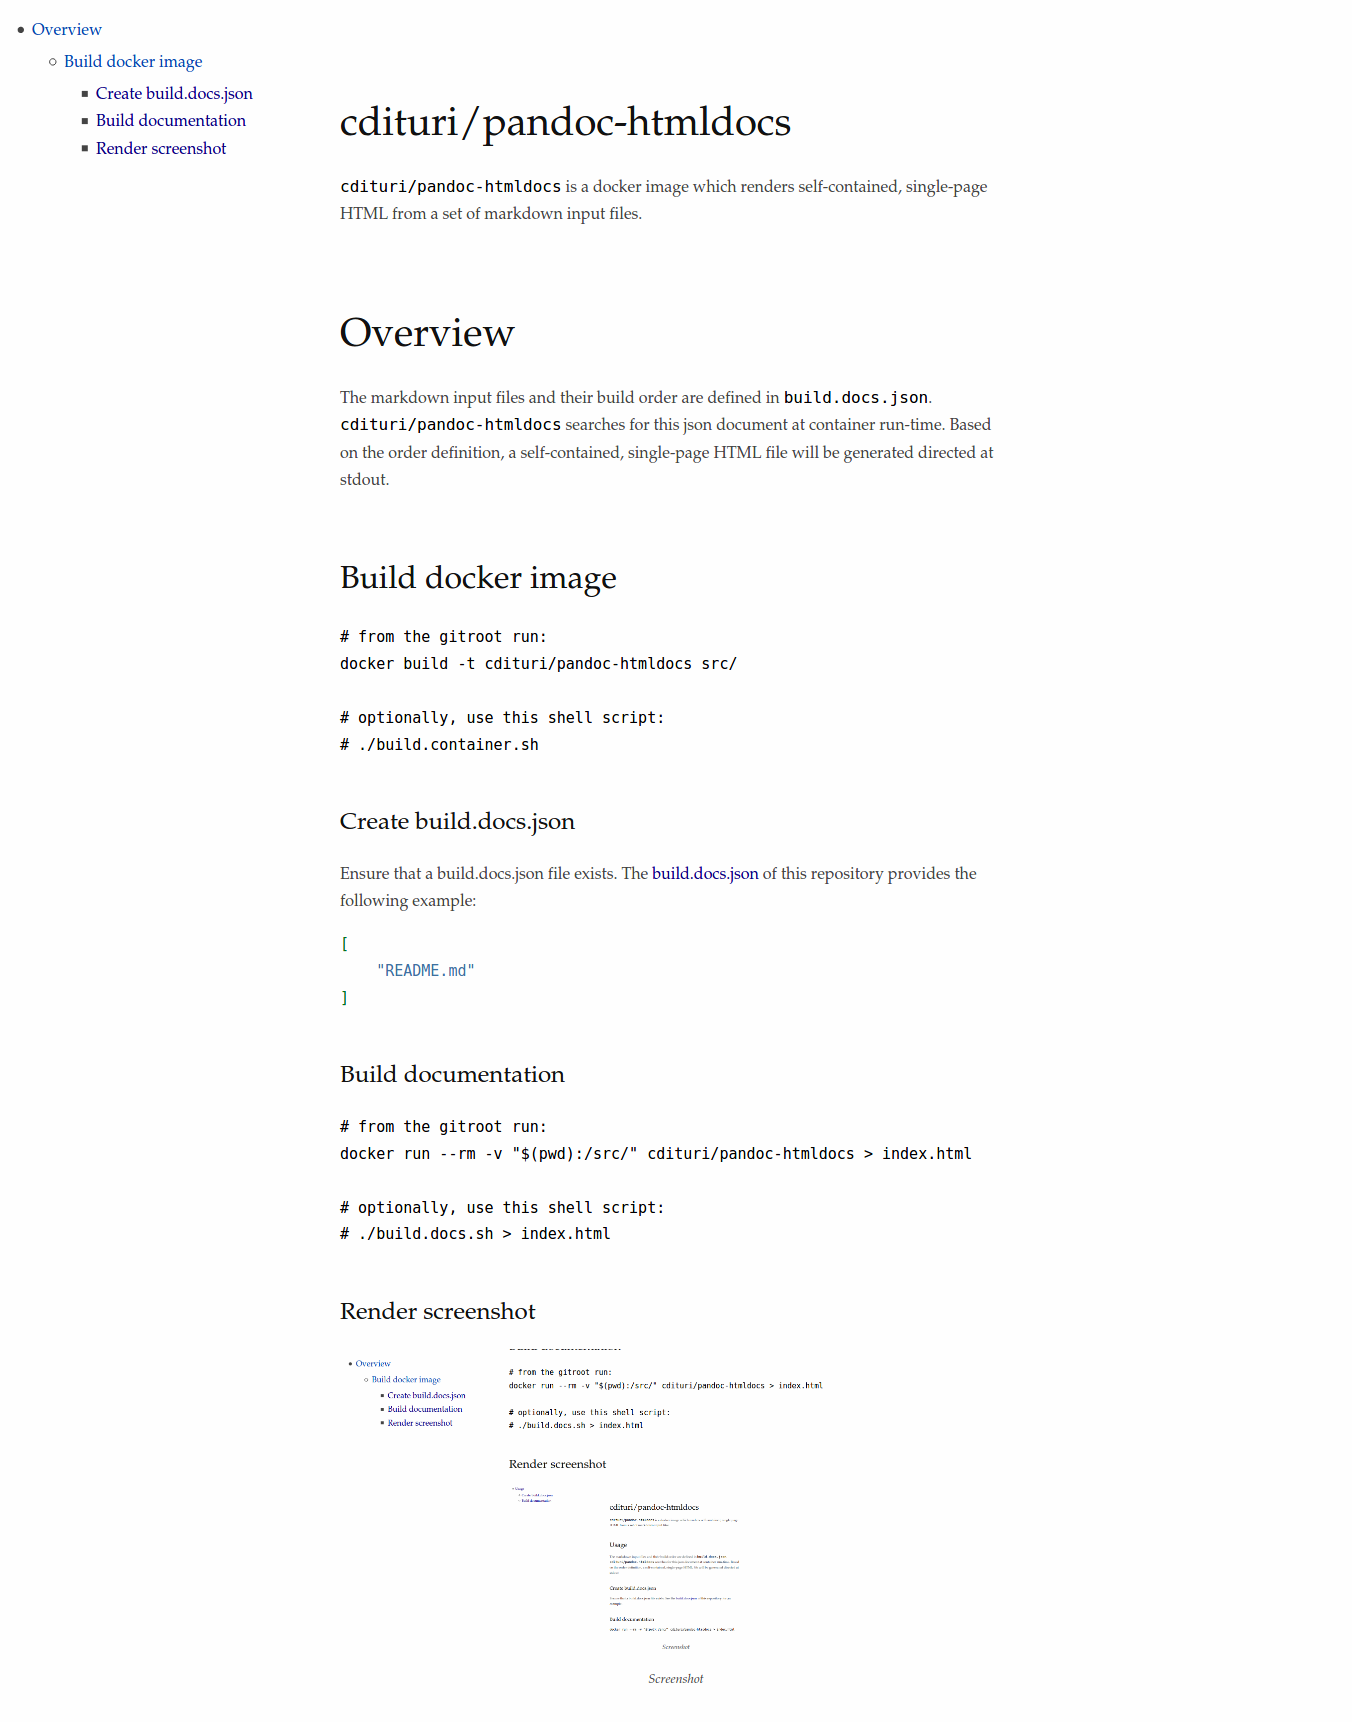 Overview
Build docker image
Create build.docs.json
Build documentation
Render screenshot
cdituri/pandoc-htmldocs
cdituri/pandoc-htmldocs is a docker image which renders self-contained, single-page
HTML from a set of markdown input files.
Overview
The markdown input files and their build order are defined in build.docs.json.
cdituri/pandoc-htmldocs searches for this json document at container run-time. Based
on the order definition, a self-contained, single-page HTML file will be generated directed at
stdout.
Build docker image
# from the gitroot run:
docker build -t cdituri/pandoc-htmldocs src/
# optionally, use this shell script:
# ./build.container.sh
Create build.docs.json
Ensure that a build.docs.json file exists. The build.docs.json of this repository provides the
following example:
[
"README.md"
]
Build documentation
# from the gitroot run:
docker run --rm -v "$(pwd):/src/" cdituri/pandoc-htmldocs > index.html
# optionally, use this shell script:
# ./build.docs.sh > index.html
Render screenshot
Overview
Build docker image
Create build.docs.json
Build documentation
Render screenshot
# from the gitroot run:
docker run --rm -v "$(pwd):/src/" cdituri/pandoc-htmldocs > index.html
# optionally, use this shell script:
# ./build.docs.sh > index.html
Render screenshot
Usage
Create build.docs.json
Build documentation
cdituri/pandoc-htmldocs
Usage
Create build.docs.json
Build documentation
Screenshot
Screenshot